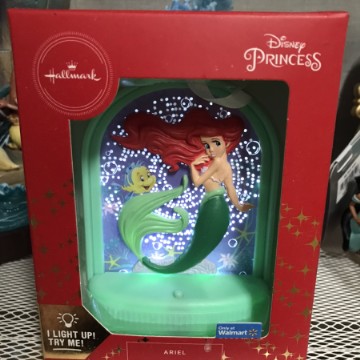 Hallmark
Disney
PRINCESS
I LIGHT UP!
TRY ME!
Only at
Walmart
ARIEL